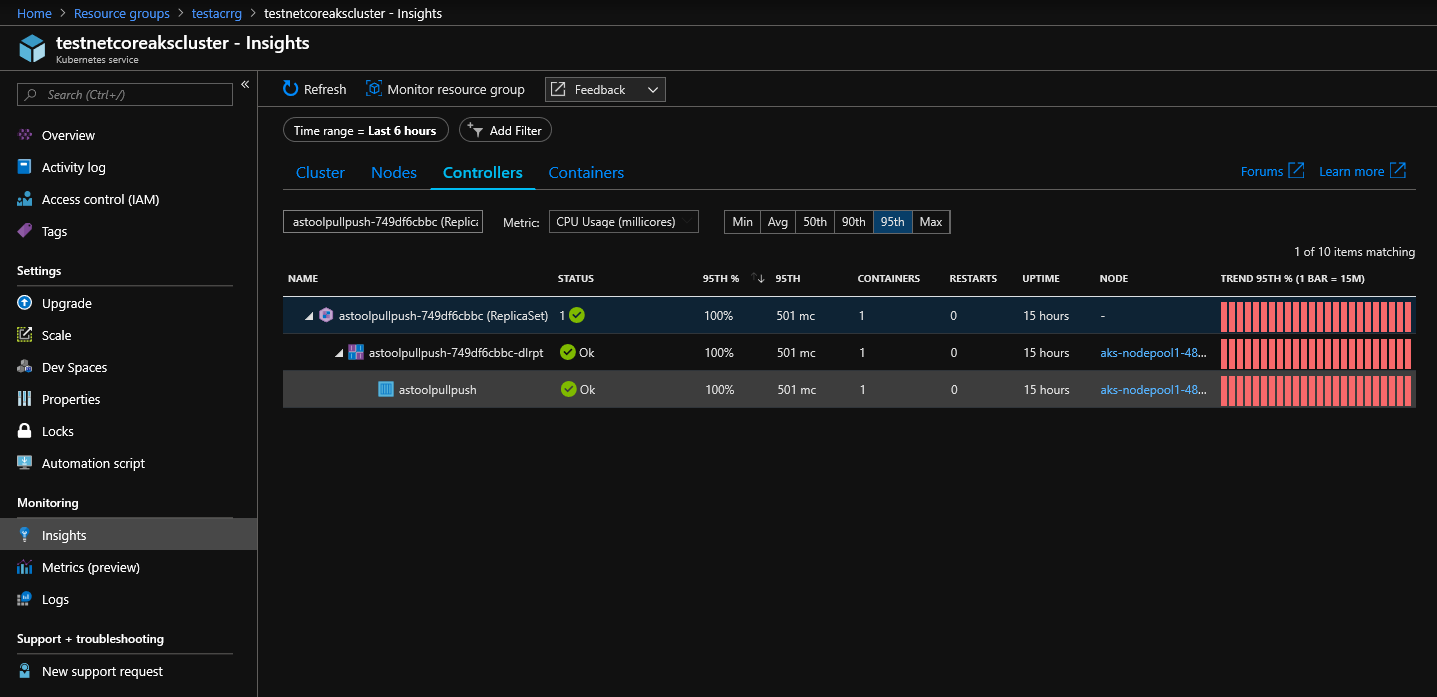 Home > Resource groups > testacrrg > testnetcoreakscluster - Insights
testnetcoreakscluster - Insights
Kubernetes service
Search (Ctrl+/)
«
Overview
Activity log
Access control (IAM)
Tags
Settings
Upgrade
Scale
Dev Spaces
Properties
Locks
Automation script
Monitoring
Insights
Metrics (preview)
Logs
Support + troubleshooting
New support request
Refresh Monitor resource group Feedback
Time range = Last 6 hours Add Filter
Cluster Nodes Controllers Containers Forums Learn more
astoolpullpush-749df6cbbc (Replica Metric: CPU Usage (millicores) Min Avg 50th 90th 95th Max
1 of 10 items matching
NAME STATUS 95TH % ↑↓ 95TH CONTAINERS RESTARTS UPTIME NODE TREND 95TH % (1 BAR = 15M)
astoolpullpush-749df6cbbc (ReplicaSet) 1 100% 501 mc 1 0 15 hours -
astoolpullpush-749df6cbbc-dlrpt Ok 100% 501 mc 1 0 15 hours aks-nodepool1-48...
astoolpullpush Ok 100% 501 mc 1 0 15 hours aks-nodepool1-48...